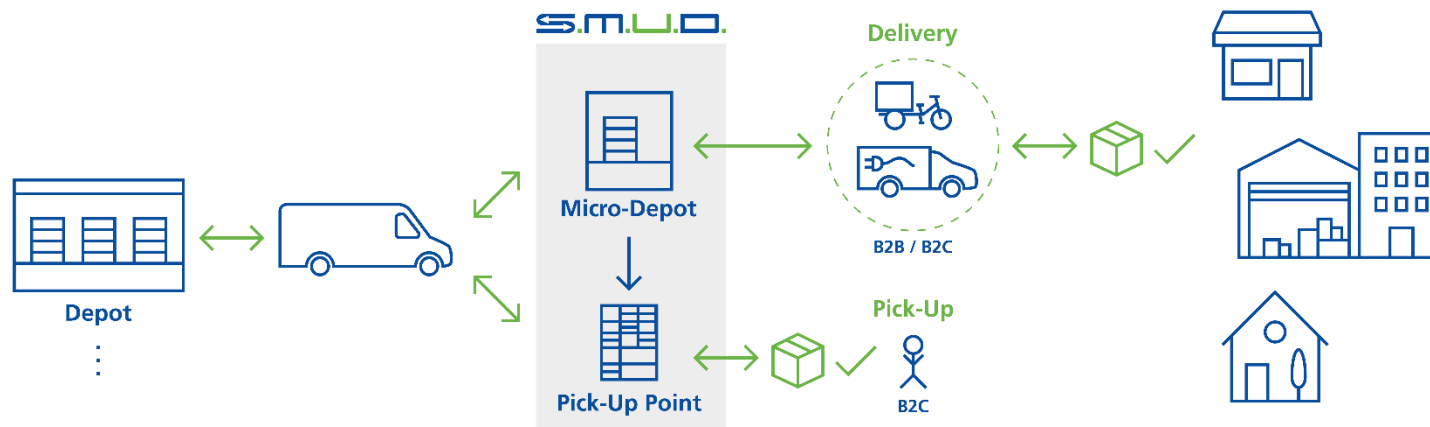 S.M.U.D.
Delivery
Micro-Depot
B2B / B2C
Depot
Pick-Up
Pick-Up Point
B2C